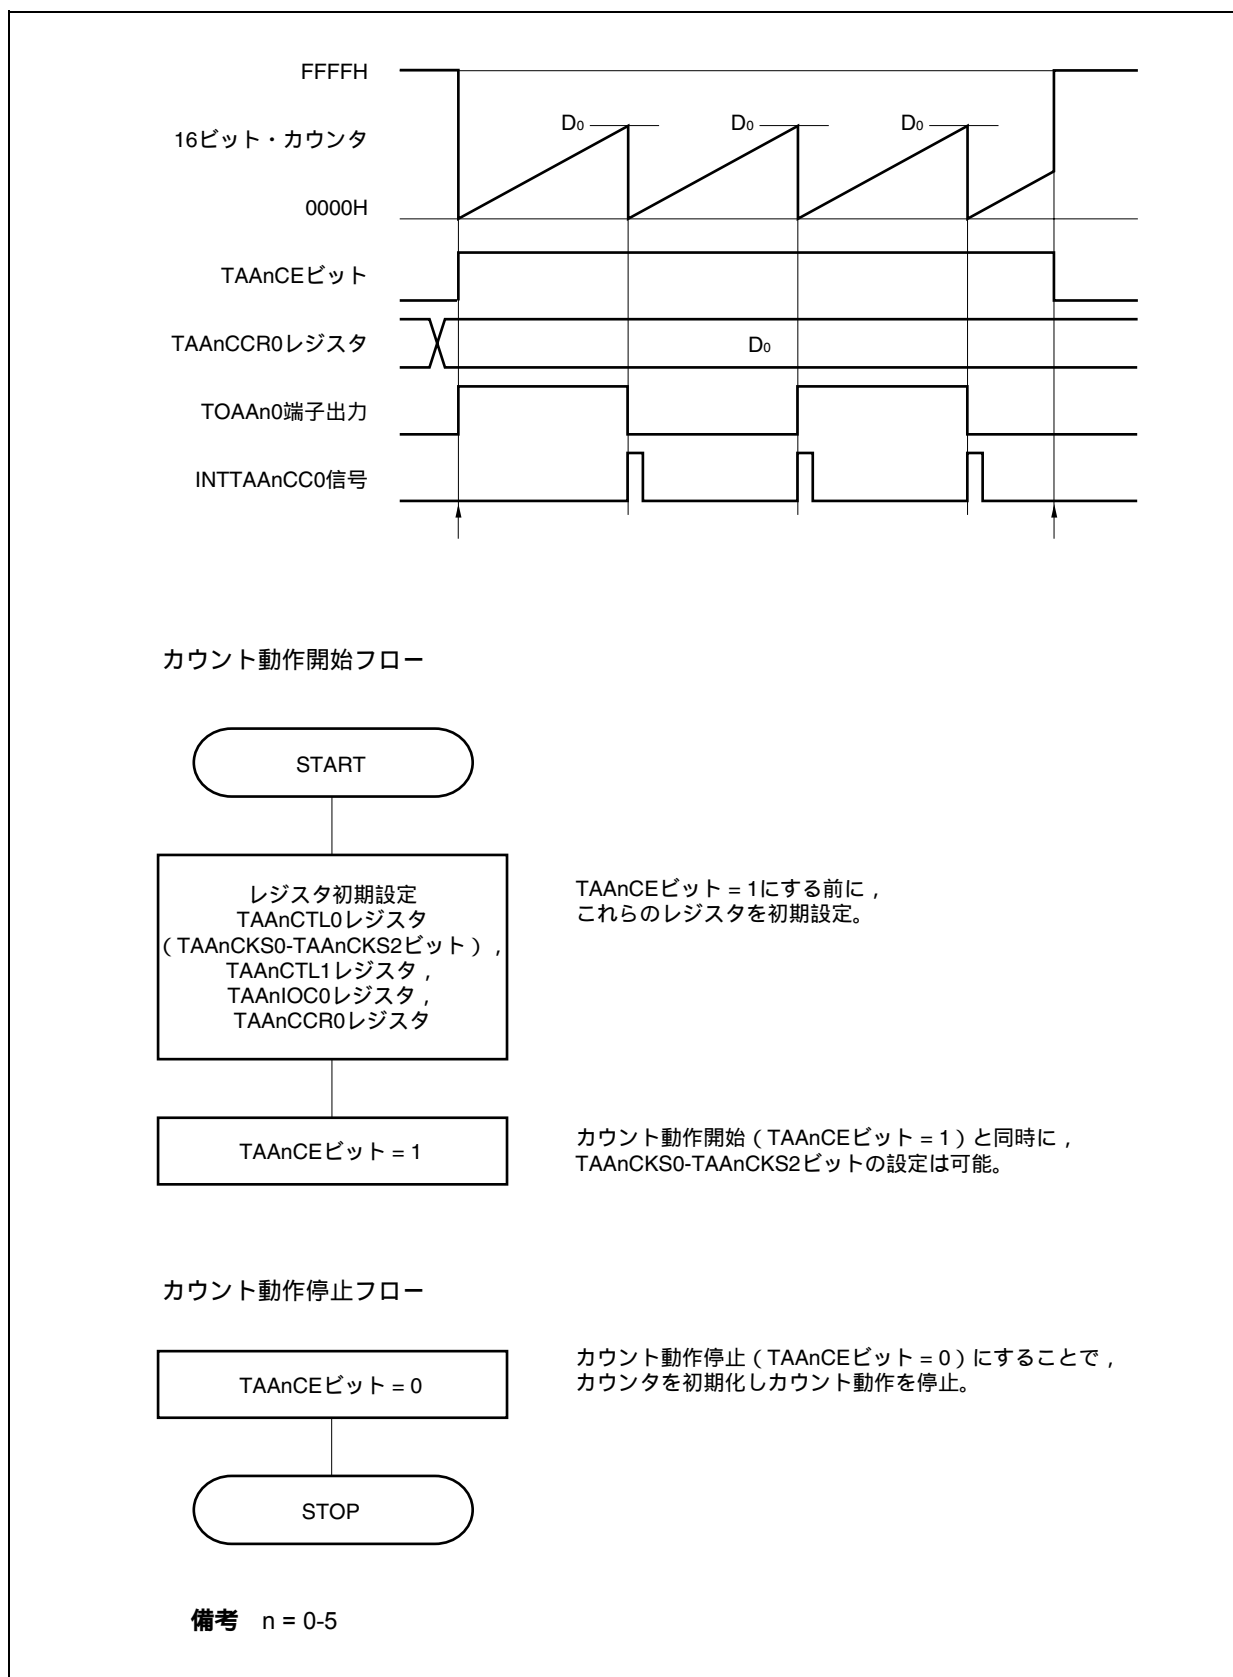 FFFFH
16ビット・カウンタ
D0 D0 D0
0000H
TAAnCEビット
TAAnCCR0レジスタ
D0
TOAAn0端子出力
INTTAAnCC0信号
カウント動作開始フロー
START
レジスタ初期設定
TAAnCTL0レジスタ
（TAAnCKS0-TAAnCKS2ビット），
TAAnCTL1レジスタ，
TAAnIOC0レジスタ，
TAAnCCR0レジスタ
TAAnCEビット = 1にする前に，
これらのレジスタを初期設定。
TAAnCEビット = 1
カウント動作開始（TAAnCEビット = 1）と同時に，
TAAnCKS0-TAAnCKS2ビットの設定は可能。
カウント動作停止フロー
TAAnCEビット = 0
カウント動作停止（TAAnCEビット = 0）にすることで，
カウンタを初期化しカウント動作を停止。
STOP
備考 n = 0-5